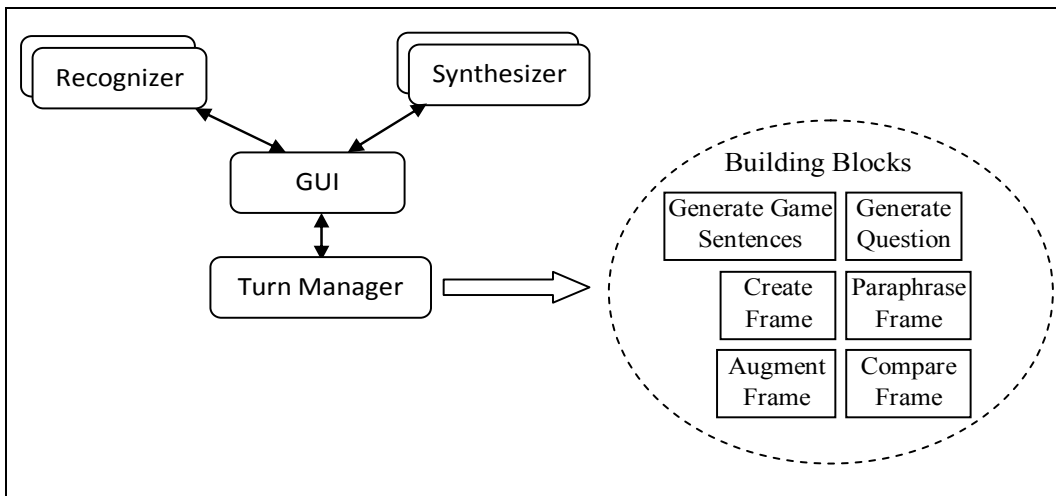 Recognizer
Synthesizer
GUI
Turn Manager
Building Blocks
Generate Game
Sentences
Generate
Question
Create
Frame
Paraphrase
Frame
Augment
Frame
Compare
Frame